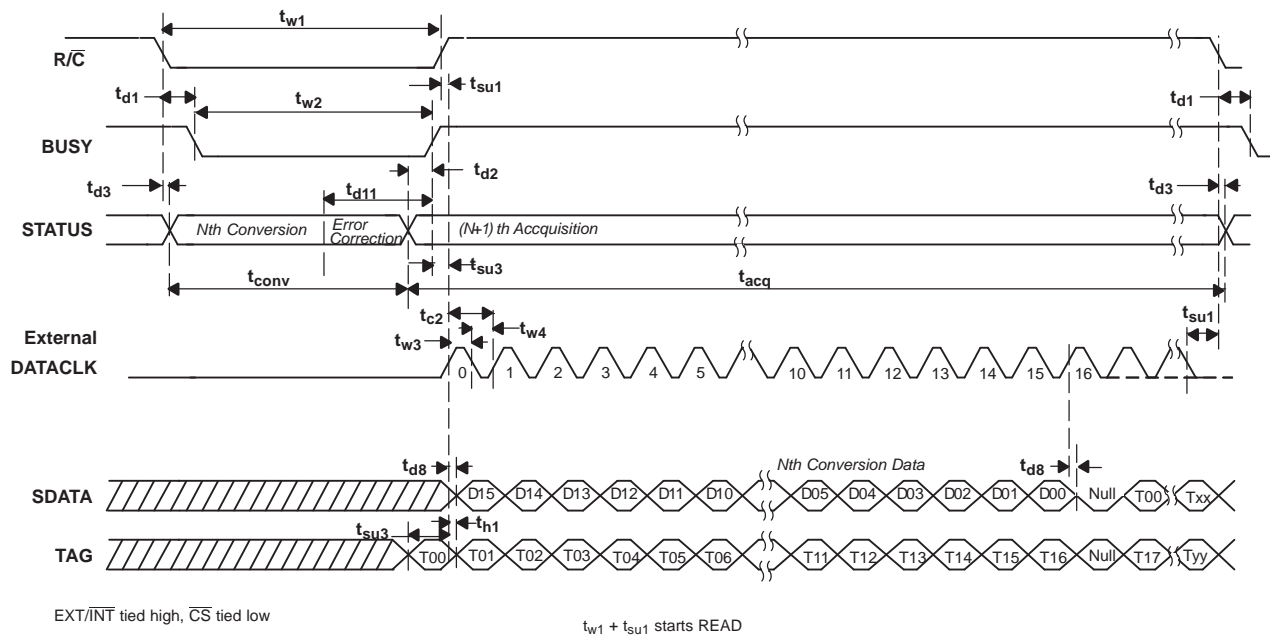 tw1
R/C̅
tsu1
td1
tw2
td1
BUSY
td2
td3
td11
td3
STATUS
Nth Conversion
Error
Correction
(N+1) th Accquisition
tsu3
tconv
tacq
tc2
tsu1
External
tw3
tw4
DATACLK
0 1 2 3 4 5 10 11 12 13 14 15 16
Nth Conversion Data
td8
td8
SDATA
D15 D14 D13 D12 D11 D10 D05 D04 D03 D02 D01 D00 Null T00 Txx
tsu3
th1
TAG
T00 T01 T02 T03 T04 T05 T06 T11 T12 T13 T14 T15 T16 Null T17 Tyy
EXT/I̅N̅T̅ tied high, C̅S̅ tied low
tw1 + tsu1 starts READ